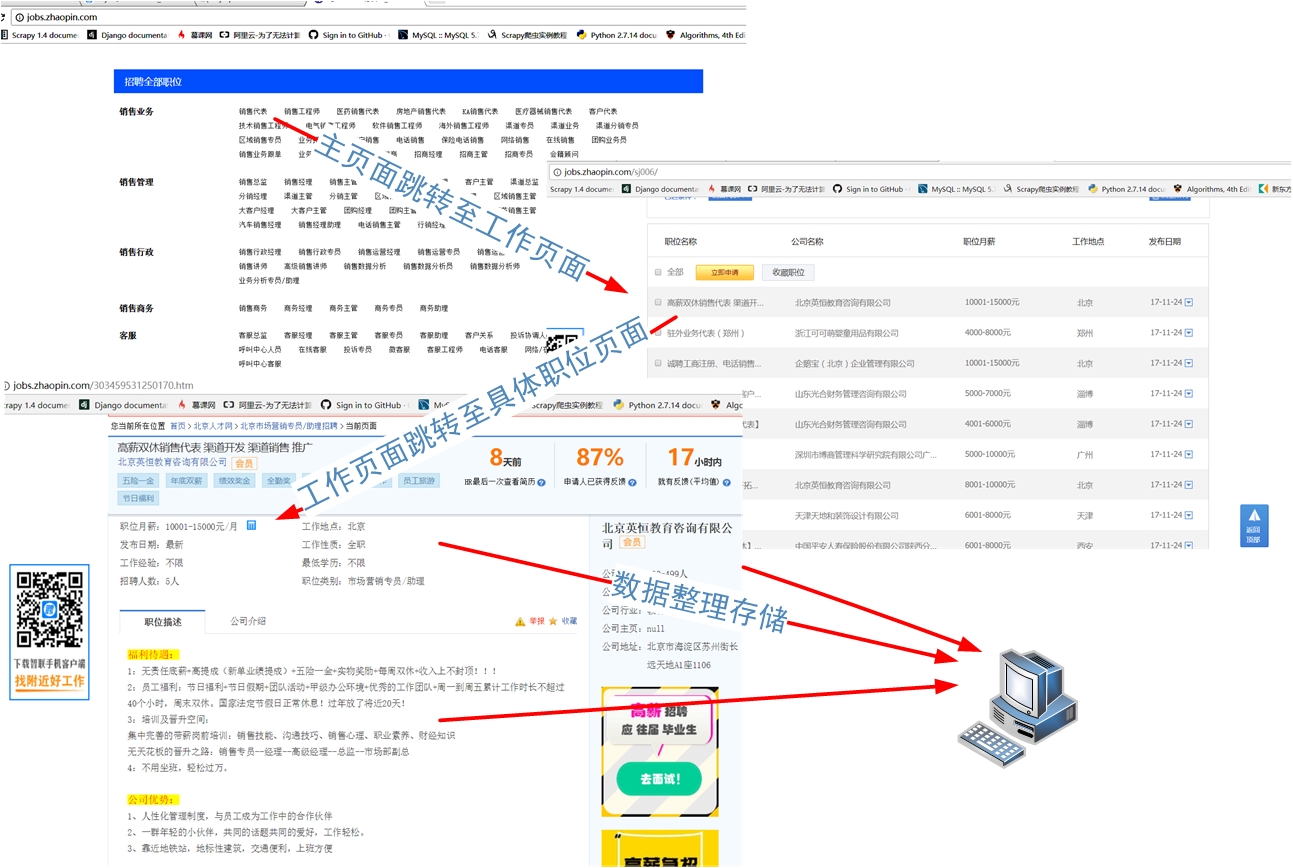 jobs.zhaopin.com
Scrapy 1.4 docume
Django documenta
慕课网
阿里云-为了无法计算
Sign in to GitHub ·
MySQL :: MySQL 5.
Scrapy爬虫实例教程
Python 2.7.14 docu
Algorithms, 4th Edi
招聘全部职位
销售业务
销售代表 销售工程师 医药销售代表 房地产销售代表 KA销售代表 医疗器械销售代表 客户代表
技术销售工程师 电气 工程师 软件销售工程师 海外销售工程师 渠道专员 渠道业务 渠道分销专员
区域销售专员 业务 销售 电话销售 保险电话销售 网络销售 在线销售 团购业务员
销售业务跟单 业务 商 招商经理 招商主管 招商专员 会籍顾问
销售管理
销售总监 销售经理 销售主管 客户主管 渠道总监
分销经理 渠道主管 分销主管 区域 区域销售主管
大客户经理 大客户主管 团购经理 团购主管 销售主管
汽车销售经理 销售经理助理 电话销售主管 行销经理
销售行政
销售行政经理 销售行政专员 销售运营经理 销售运营专员 销售运
销售讲师 高级销售讲师 销售数据分析 销售数据分析员 销售数据分析师
业务分析专员/助理
销售商务
销售商务 商务经理 商务主管 商务专员 商务助理
客服
客服总监 客服经理 客服主管 客服专员 客服助理 客户关系 投诉协调人
呼叫中心人员 在线客服 投诉专员 微客服 客服工程师 电话客服 网络/在
呼叫中心客服
主页面跳转至工作页面
jobs.zhaopin.com/sj006/
Scrapy 1.4 docume
Django documenta
慕课网
阿里云-为了无法计算
Sign in to GitHub ·
MySQL :: MySQL 5.
Scrapy爬虫实例教程
Python 2.7.14 docu
Algorithms, 4th Edi
新东方
职位名称 公司名称 职位月薪 工作地点 发布日期
全部 立即申请 收藏职位
高薪双休销售代表 渠道开... 北京英恒教育咨询有限公司 10001-15000元 北京 17-11-24
驻外业务代表（郑州） 浙江可可萌婴童用品有限公司 4000-8000元 郑州 17-11-24
诚聘工商注册、电话销售... 企憩宝（北京）企业管理有限公司 10001-15000元 北京 17-11-24
客户... 山东光合财务管理咨询有限公司 5000-7000元 淄博 17-11-24
代表】 山东光合财务管理咨询有限公司 4001-6000元 淄博 17-11-24
深圳市博商管理科学研究院有限公司广... 5000-10000元 广州 17-11-24
拓... 北京英恒教育咨询有限公司 8001-10000元 北京 17-11-24
天津天地和装饰设计有限公司 6001-8000元 天津 17-11-24
】... 中国平安人寿保险股份有限公司陕西分... 6001-8000元 西安 17-11-24
返回
顶部
工作页面跳转至具体职位页面
jobs.zhaopin.com/303459531250170.htm
crapy 1.4 docume
Django documenta
慕课网
阿里云-为了无法计算
Sign in to GitHub ·
My
Scrapy爬虫实例教程
Python 2.7.14 docu
Algo
您当前所在位置 首页 > 北京人才网 > 北京市场营销专员/助理招聘 > 当前页面
高薪双休销售代表 渠道开发 渠道销售 推广
北京英恒教育咨询有限公司 会员
五险一金 年底双薪 绩效奖金 全勤奖 员工旅游
节日福利
8天前
HR最后一次查看简历
87%
申请人已获得反馈
17小时内
就有反馈(平均值)
职位月薪：10001-15000元/月 工作地点：北京
发布日期：最新 工作性质：全职
工作经验：不限 最低学历：不限
招聘人数：5人 职位类别：市场营销专员/助理
职位描述 公司介绍 举报 收藏
福利待遇：
1：无责任底薪+高提成（新单业绩提成）+五险一金+实物奖励+每周双休+收入上不封顶！！！
2：员工福利：节日福利+节日假期+团队活动+甲级办公环境+优秀的工作团队+周一到周五累计工作时长不超过
40个小时，周末双休。国家法定节假日正常休息！过年放了将近20天！
3：培训及晋升空间：
集中完善的带薪岗前培训：销售技能、沟通技巧、销售心理、职业素养、财经知识
无天花板的晋升之路：销售专员--经理--高级经理--总监--市场部副总
4：不用坐班，轻松过万。
公司优势：
1、人性化管理制度，与员工成为工作中的合作伙伴
2、一群年轻的小伙伴，共同的话题共同的爱好，工作轻松。
3、靠近地铁站，地标性建筑，交通便利，上班方便
北京英恒教育咨询有限公
司 会员
-499人
公司行业：
公司主页：null
公司地址：北京市海淀区苏州街长
远天地A1座1106
高薪 招聘
应 往届 毕业生
去面试！
高薪急招
下载智联手机客户端
找附近好工作
数据整理存储